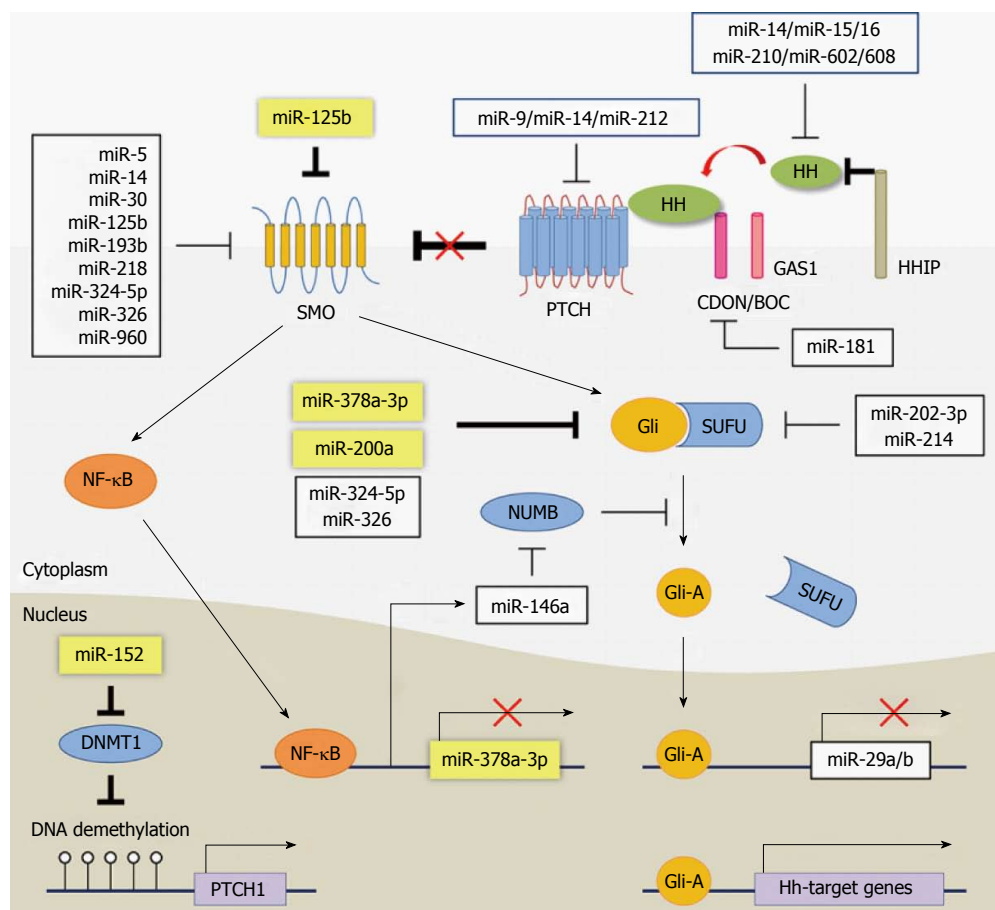 miR-14/miR-15/16
miR-210/miR-602/608
miR-125b
miR-9/miR-14/miR-212
miR-5
miR-14
miR-30
miR-125b
miR-193b
miR-218
miR-324-5p
miR-326
miR-960
HH
HH
GAS1
HHIP
SMO
PTCH
CDON/BOC
miR-181
miR-378a-3p
miR-200a
miR-324-5p
miR-326
Gli
SUFU
miR-202-3p
miR-214
NF-κB
NUMB
Cytoplasm
Nucleus
miR-146a
Gli-A
SUFU
miR-152
DNMT1
NF-κB
miR-378a-3p
Gli-A
miR-29a/b
DNA demethylation
PTCH1
Gli-A
Hh-target genes